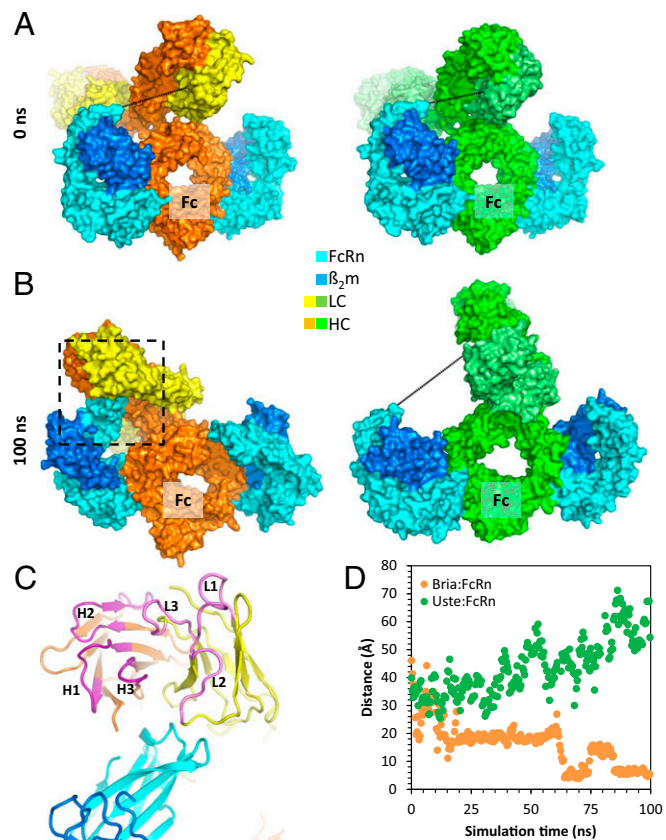 A
0 ns
Fc
Fc
FcRn
ß2m
LC
HC
B
100 ns
Fc
Fc
C
H2
L3
L1
H1
H3
L2
D
Bria:FcRn
Uste:FcRn
Distance (Å)
80
70
60
50
40
30
20
10
0
0 25 50 75 100
Simulation time (ns)